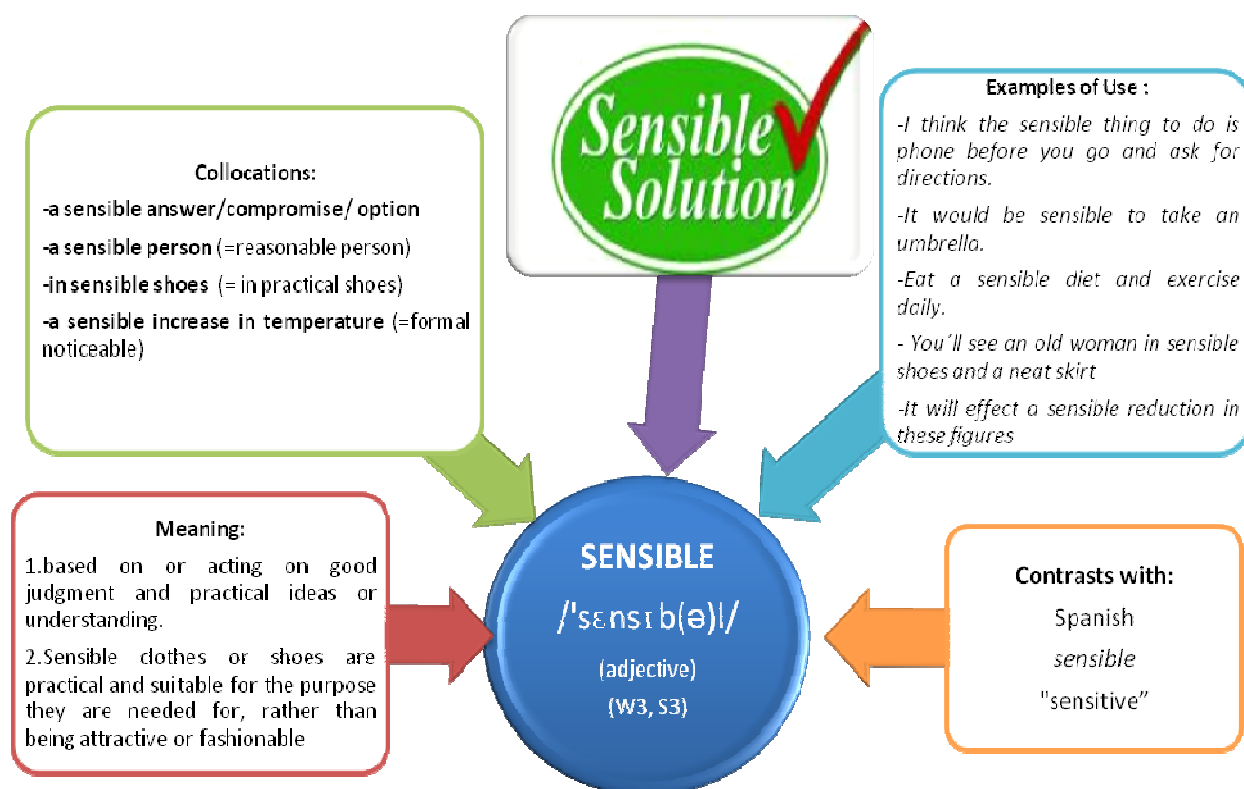 Sensible
Solution
Collocations:
-a sensible answer/compromise/ option
-a sensible person (=reasonable person)
-in sensible shoes (= in practical shoes)
-a sensible increase in temperature (=formal
noticeable)
Examples of Use :
-I think the sensible thing to do is
phone before you go and ask for
directions.
-It would be sensible to take an
umbrella.
-Eat a sensible diet and exercise
daily.
- You´ll see an old woman in sensible
shoes and a neat skirt
-It will effect a sensible reduction in
these figures
Meaning:
1.based on or acting on good
judgment and practical ideas or
understanding.
2.Sensible clothes or shoes are
practical and suitable for the purpose
they are needed for, rather than
being attractive or fashionable
SENSIBLE
/ˈsɛnsɪb(ə)l/
(adjective)
(W3, S3)
Contrasts with:
Spanish
sensible
"sensitive”